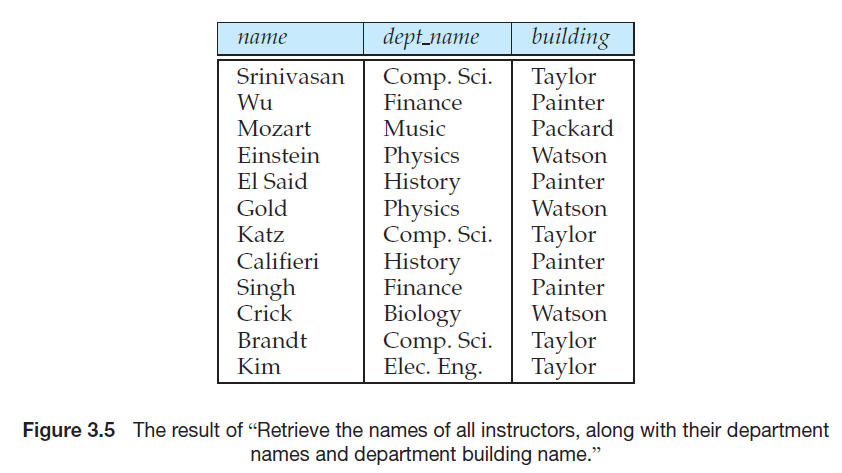 name dept_name building
Srinivasan Comp. Sci. Taylor
Wu Finance Painter
Mozart Music Packard
Einstein Physics Watson
El Said History Painter
Gold Physics Watson
Katz Comp. Sci. Taylor
Califieri History Painter
Singh Finance Painter
Crick Biology Watson
Brandt Comp. Sci. Taylor
Kim Elec. Eng. Taylor
Figure 3.5 The result of “Retrieve the names of all instructors, along with their department
names and department building name.”